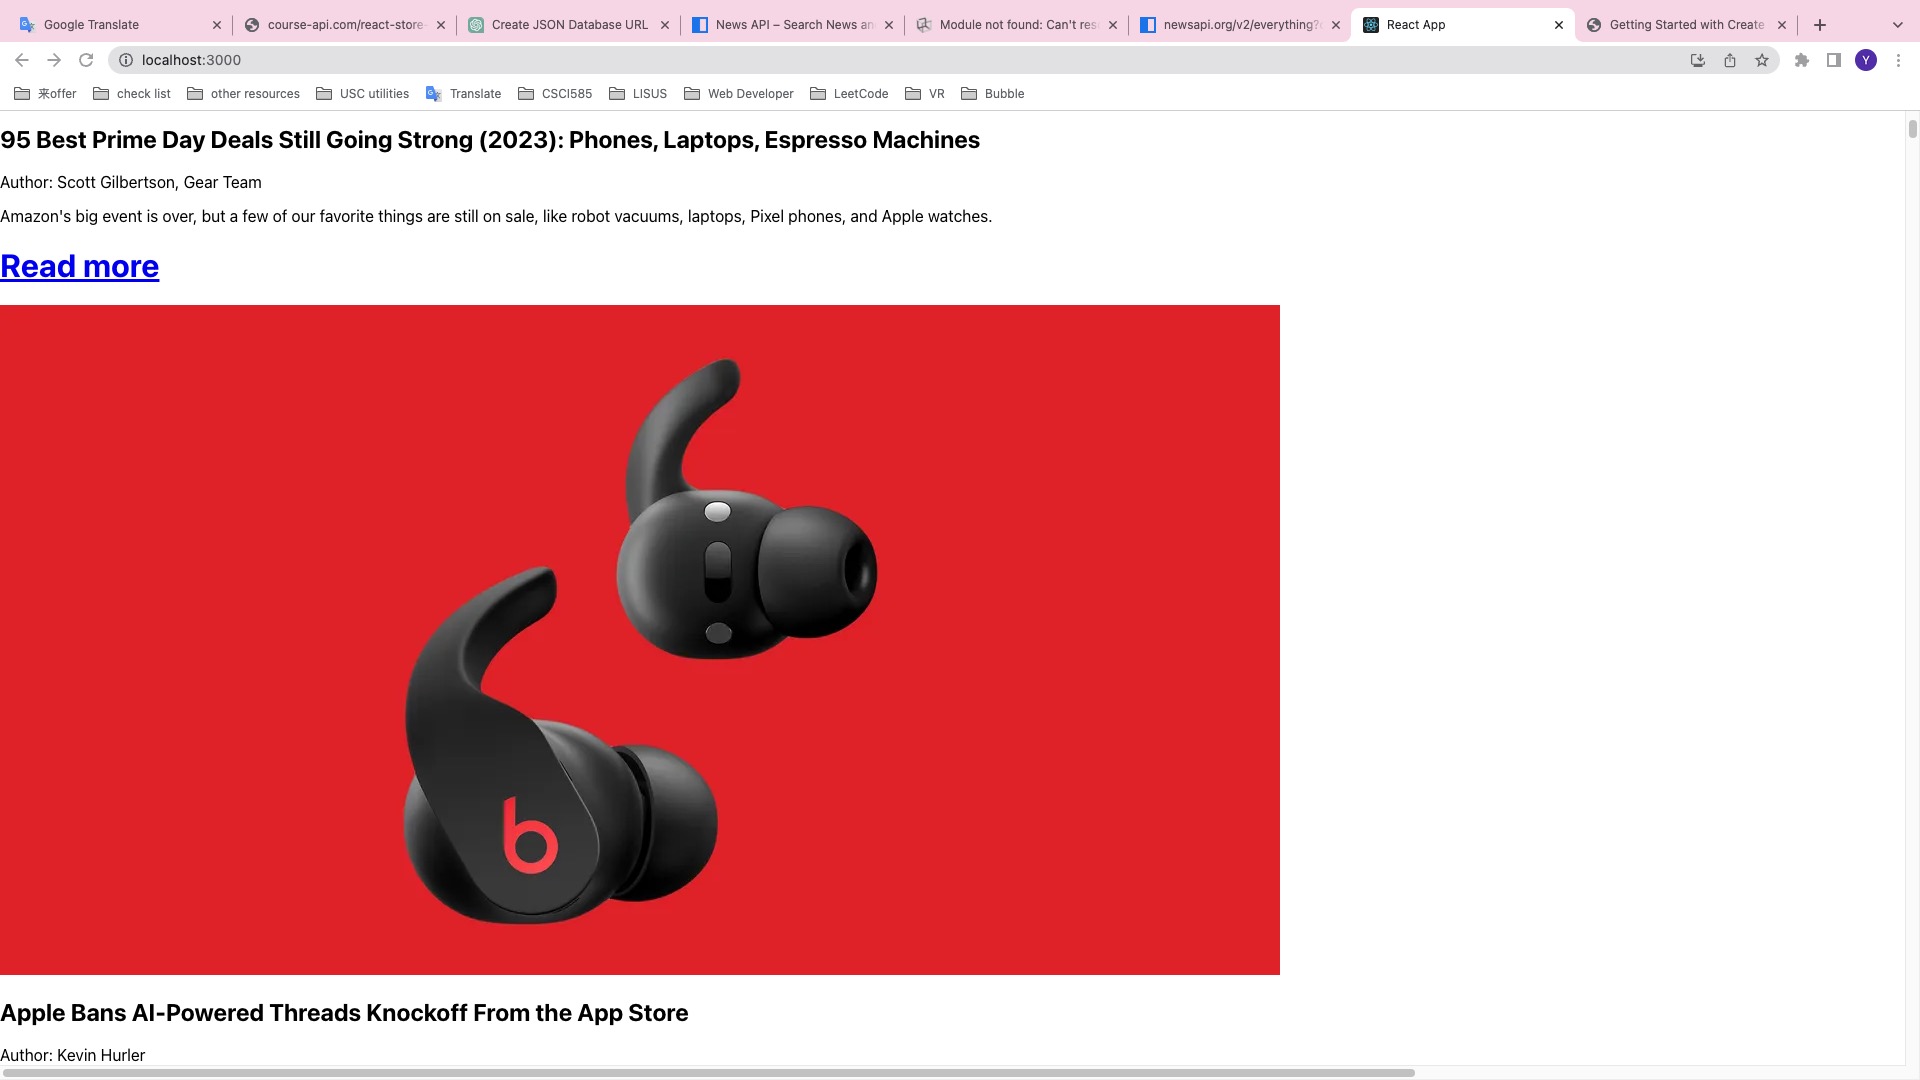 Google Translate
course-api.com/react-store-
Create JSON Database URL
News API – Search News an
Module not found: Can't res
newsapi.org/v2/everything?
React App
Getting Started with Create
localhost:3000
Y
来offer
check list
other resources
USC utilities
Translate
CSCI585
LISUS
Web Developer
LeetCode
VR
Bubble
95 Best Prime Day Deals Still Going Strong (2023): Phones, Laptops, Espresso Machines
Author: Scott Gilbertson, Gear Team
Amazon's big event is over, but a few of our favorite things are still on sale, like robot vacuums, laptops, Pixel phones, and Apple watches.
Read more
b
Apple Bans AI-Powered Threads Knockoff From the App Store
Author: Kevin Hurler